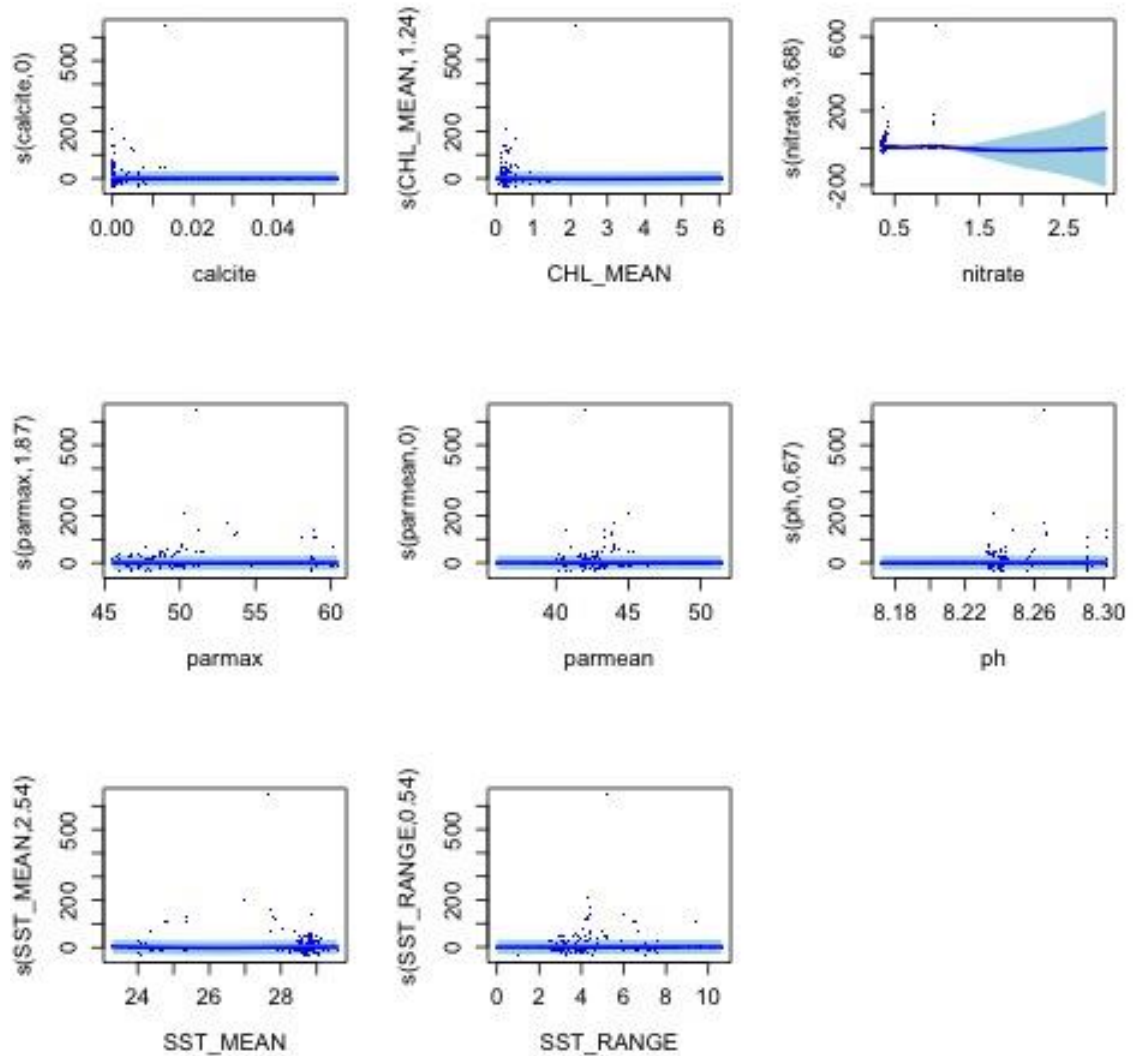 s(calcite,0)
500
200
0
0.00 0.02 0.04
calcite
s(CHL_MEAN,1.24)
500
200
0
0 1 2 3 4 5 6
CHL_MEAN
s(nitrate,3.68)
600
200
-200
0.5 1.5 2.5
nitrate
s(parmax,1.87)
500
200
0
45 50 55 60
parmax
s(parmean,0)
500
200
0
40 45 50
parmean
s(ph,0.67)
500
200
0
8.18 8.22 8.26 8.30
ph
s(SST_MEAN,2.54)
500
200
0
24 26 28
SST_MEAN
s(SST_RANGE,0.54)
500
200
0
0 2 4 6 8 10
SST_RANGE